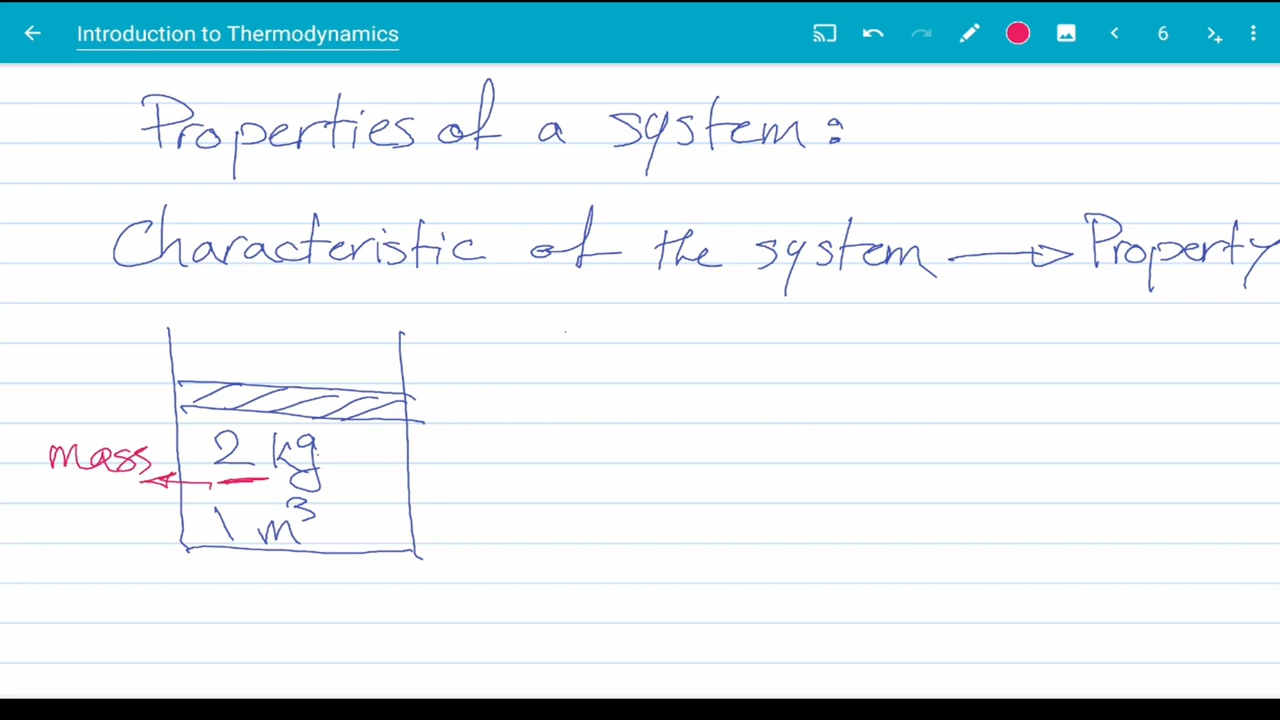 Introduction to Thermodynamics
6
Properties of a system:
Characteristic of the system → Property
2 kg
mass
1 m³